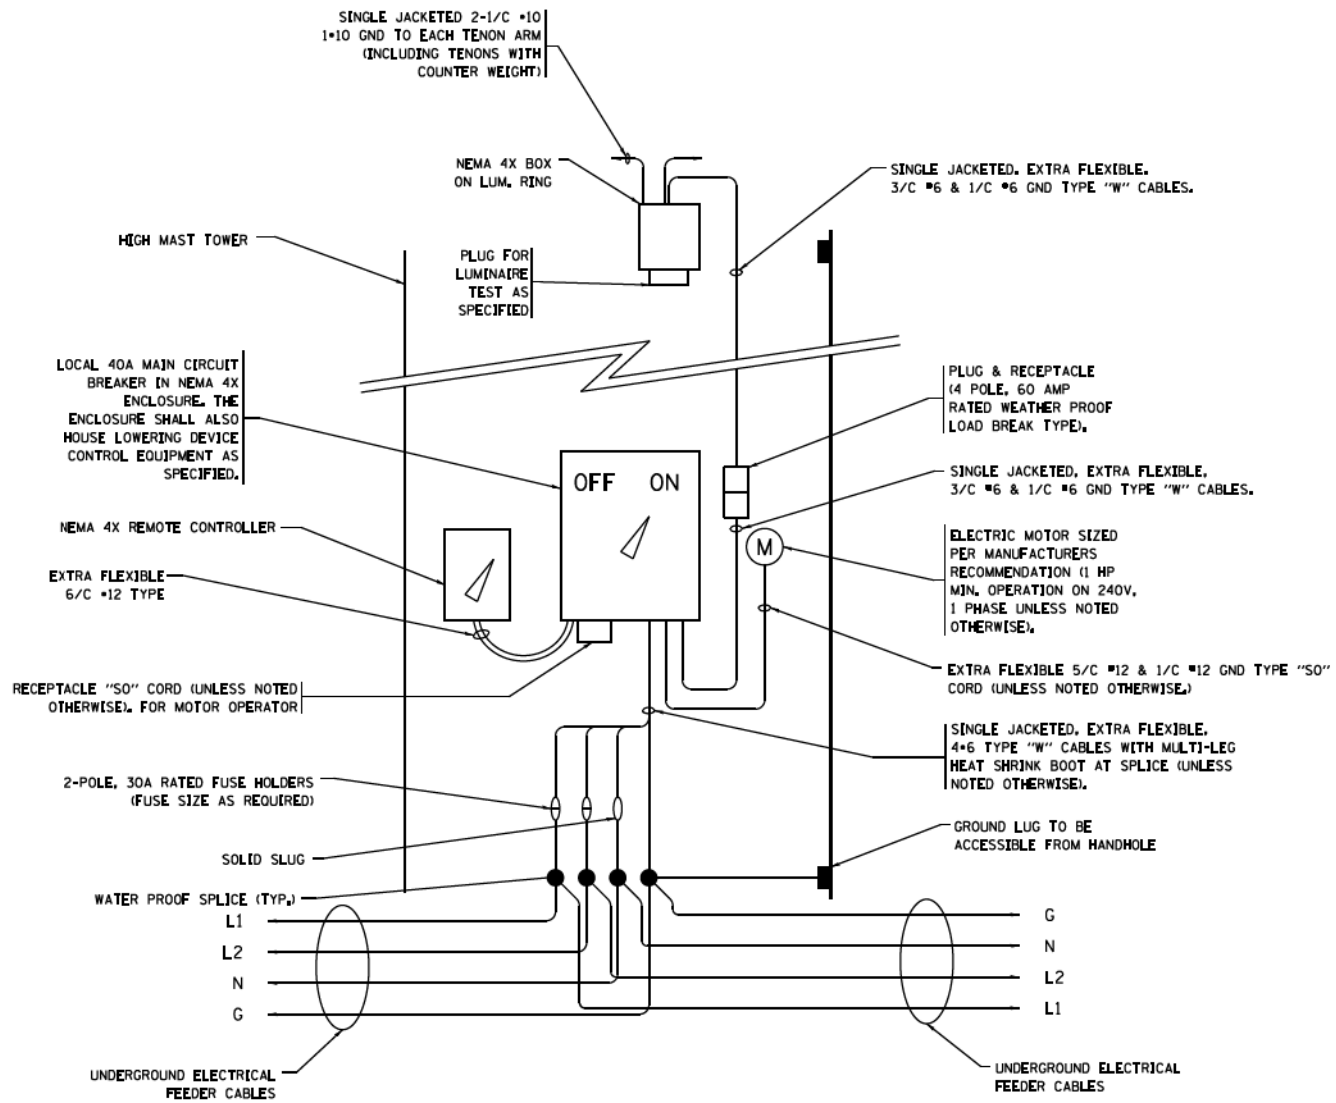 SINGLE JACKETED 2-1/C #10
1#10 GND TO EACH TENON ARM
(INCLUDING TENONS WITH
COUNTER WEIGHT)
NEMA 4X BOX
ON LUM. RING
SINGLE JACKETED. EXTRA FLEXIBLE.
3/C #6 & 1/C #6 GND TYPE "W" CABLES.
HIGH MAST TOWER
PLUG FOR
LUMINAIRE
TEST AS
SPECIFIED
LOCAL 40A MAIN CIRCUIT
BREAKER IN NEMA 4X
ENCLOSURE. THE
ENCLOSURE SHALL ALSO
HOUSE LOWERING DEVICE
CONTROL EQUIPMENT AS
SPECIFIED.
PLUG & RECEPTACLE
(4 POLE, 60 AMP
RATED WEATHER PROOF
LOAD BREAK TYPE).
OFF ON
SINGLE JACKETED, EXTRA FLEXIBLE,
3/C #6 & 1/C #6 GND TYPE "W" CABLES.
NEMA 4X REMOTE CONTROLLER
M
ELECTRIC MOTOR SIZED
PER MANUFACTURERS
RECOMMENDATION (1 HP
MIN. OPERATION ON 240V,
1 PHASE UNLESS NOTED
OTHERWISE).
EXTRA FLEXIBLE
6/C #12 TYPE
EXTRA FLEXIBLE 5/C #12 & 1/C #12 GND TYPE "SO"
CORD (UNLESS NOTED OTHERWISE.)
RECEPTACLE "SO" CORD (UNLESS NOTED
OTHERWISE). FOR MOTOR OPERATOR
SINGLE JACKETED, EXTRA FLEXIBLE,
4#6 TYPE "W" CABLES WITH MULTI-LEG
HEAT SHRINK BOOT AT SPLICE (UNLESS
NOTED OTHERWISE).
2-POLE, 30A RATED FUSE HOLDERS
(FUSE SIZE AS REQUIRED)
GROUND LUG TO BE
ACCESSIBLE FROM HANDHOLE
SOLID SLUG
WATER PROOF SPLICE (TYP.)
L1
L2
N
G
G
N
L2
L1
UNDERGROUND ELECTRICAL
FEEDER CABLES
UNDERGROUND ELECTRICAL
FEEDER CABLES